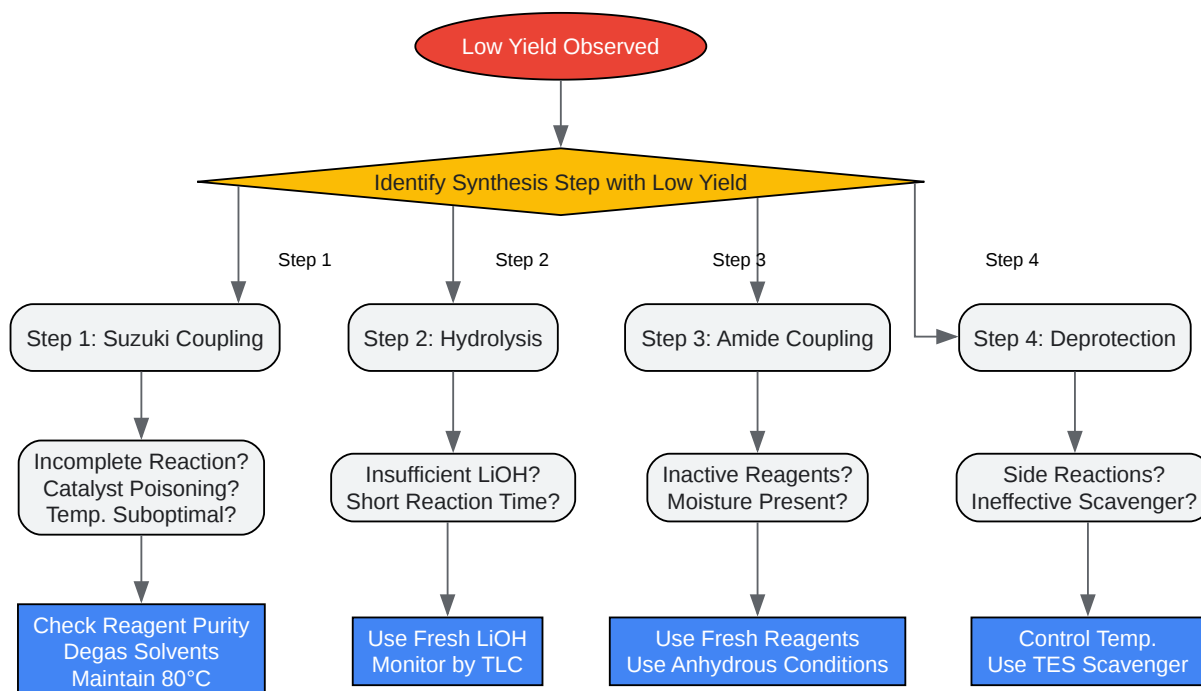 Low Yield Observed
Identify Synthesis Step with Low Yield
Step 1
Step 2
Step 3
Step 4
Step 1: Suzuki Coupling
Step 2: Hydrolysis
Step 3: Amide Coupling
Step 4: Deprotection
Incomplete Reaction?
Catalyst Poisoning?
Temp. Suboptimal?
Insufficient LiOH?
Short Reaction Time?
Inactive Reagents?
Moisture Present?
Side Reactions?
Ineffective Scavenger?
Check Reagent Purity
Degas Solvents
Maintain 80°C
Use Fresh LiOH
Monitor by TLC
Use Fresh Reagents
Use Anhydrous Conditions
Control Temp.
Use TES Scavenger